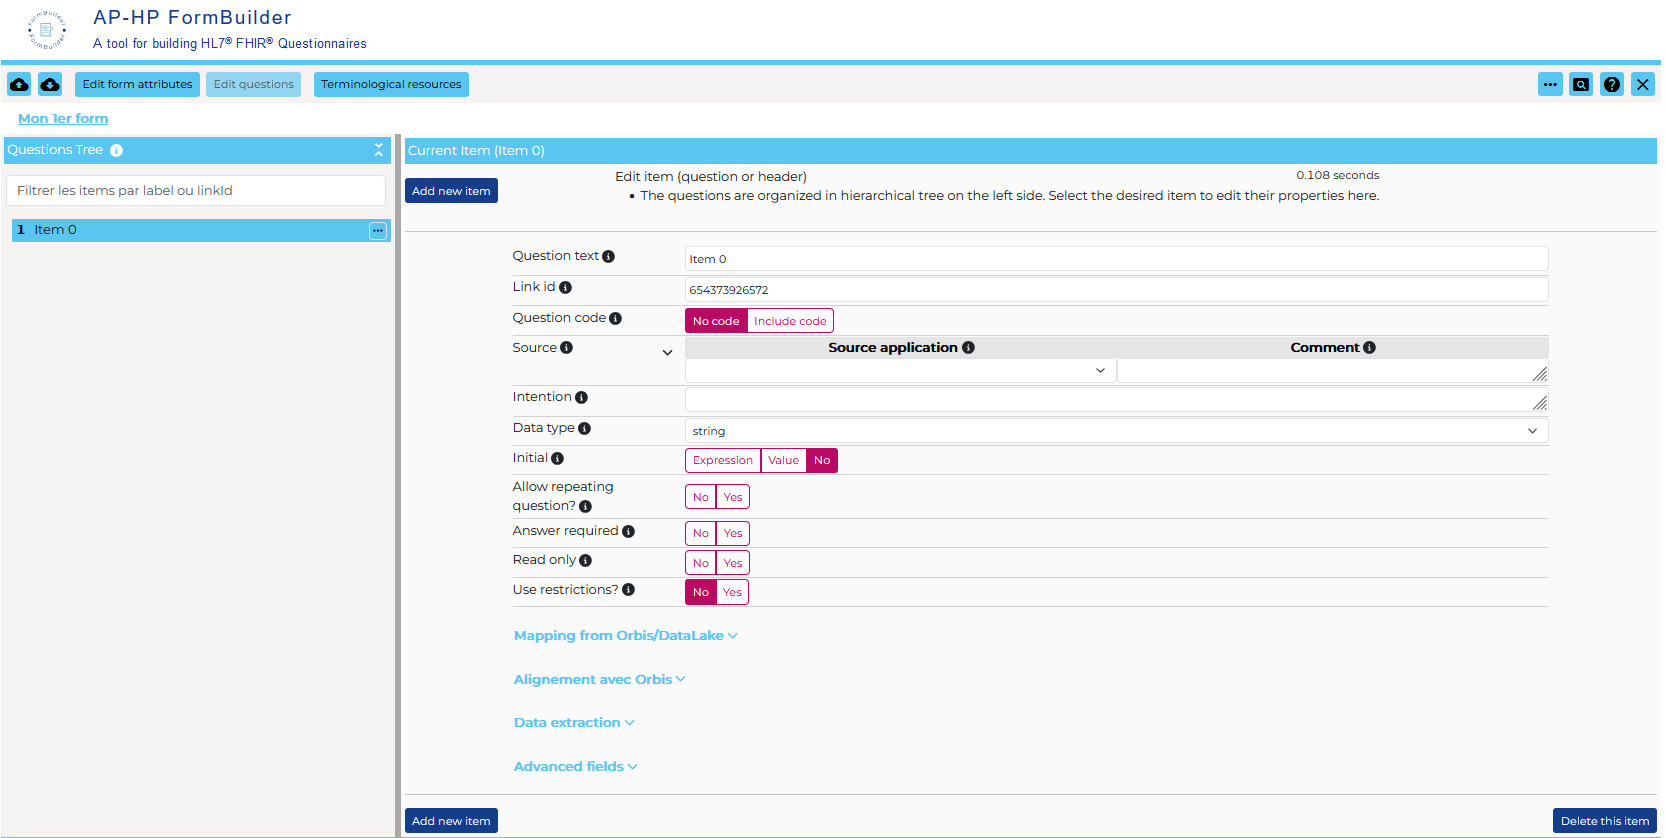 FormBuilder
FormBuilder
AP-HP FormBuilder
A tool for building HL7® FHIR® Questionnaires
Edit form attributes
Edit questions
Terminological resources
Mon 1er form
Questions Tree
Filtrer les items par label ou linkId
1 Item 0
Current Item (Item 0)
Add new item
Edit item (question or header)
0.108 seconds
• The questions are organized in hierarchical tree on the left side. Select the desired item to edit their properties here.
Question text
Item 0
Link id
654373926572
Question code
No code Include code
Source
Source application Comment
Intention
Data type
string
Initial
Expression Value No
Allow repeating
question?
No Yes
Answer required
No Yes
Read only
No Yes
Use restrictions?
No Yes
Mapping from Orbis/DataLake
Alignement avec Orbis
Data extraction
Advanced fields
Add new item
Delete this item